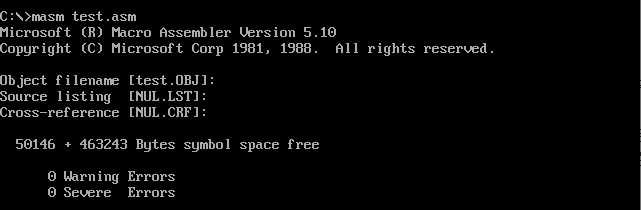 C:\>masm test.asm
Microsoft (R) Macro Assembler Version 5.10
Copyright (C) Microsoft Corp 1981, 1988.  All rights reserved.
Object filename [test.OBJ]:
Source listing  [NUL.LST]:
Cross-reference [NUL.CRF]:
50146 + 463243 Bytes symbol space free
0 Warning Errors
0 Severe  Errors